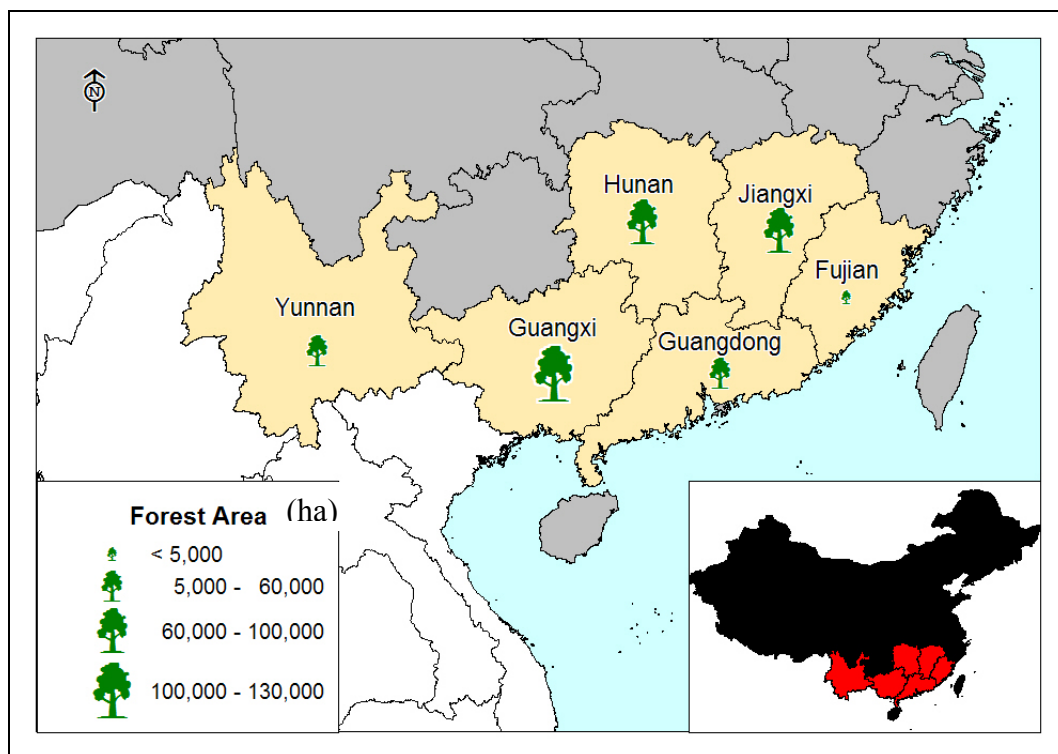 N
Hunan
Jiangxi
Fujian
Yunnan
Guangxi
Guangdong
Forest Area (ha)
< 5,000
5,000 - 60,000
60,000 - 100,000
100,000 - 130,000